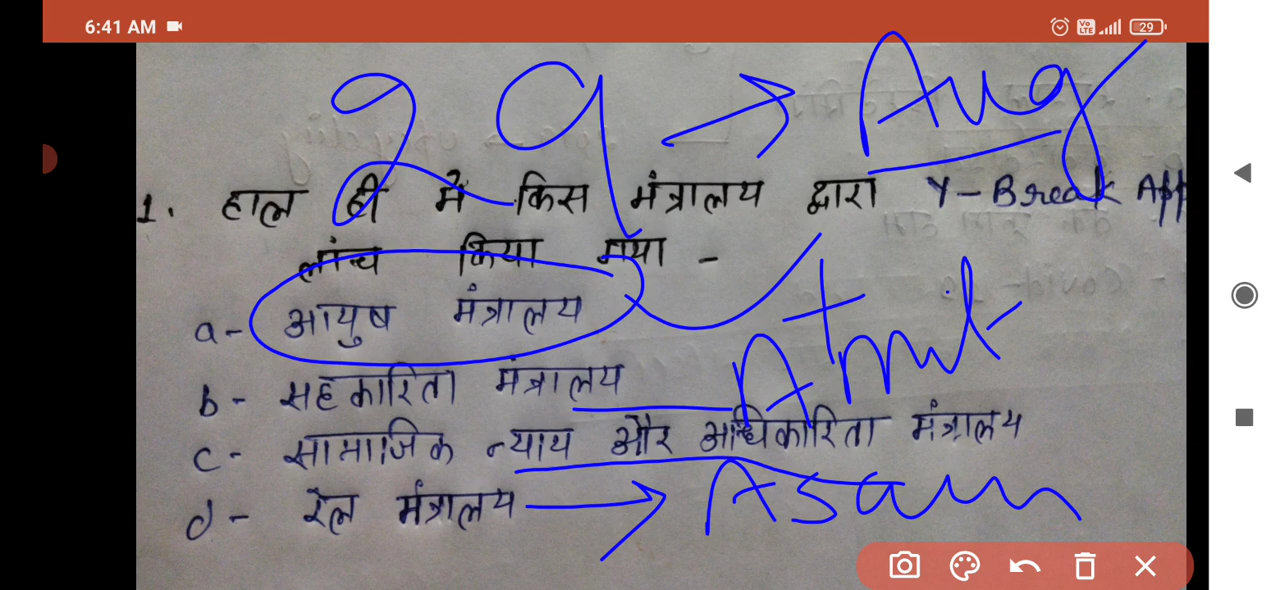 6:41 AM
29
29 → Aug
1. हाल ही में किस मंत्रालय द्वारा Y-Break App
लांन्च किया गया -
a- आयुष मंत्रालय
b- सहकारिता मंत्रालय
Amit
c- सामाजिक न्याय और अधिकारिता मंत्रालय
d- रेल मंत्रालय → Asam